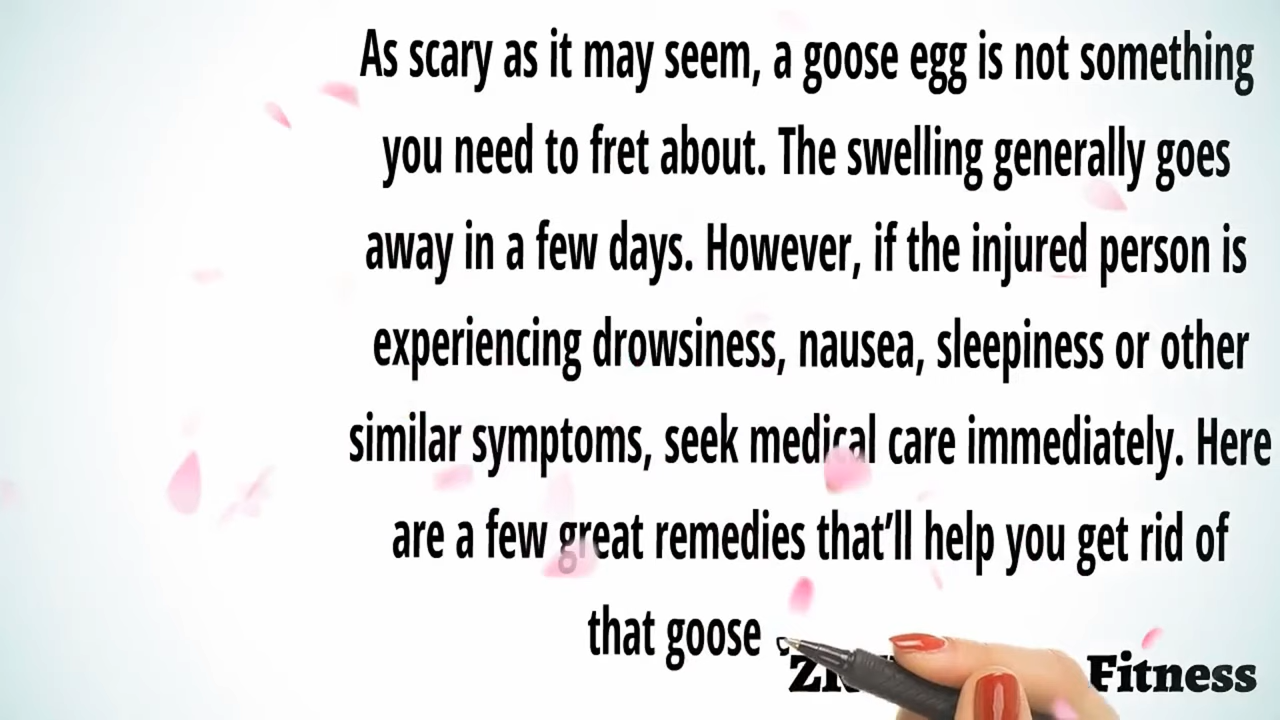 As scary as it may seem, a goose egg is not something
you need to fret about. The swelling generally goes
away in a few days. However, if the injured person is
experiencing drowsiness, nausea, sleepiness or other
similar symptoms, seek medical care immediately. Here
are a few great remedies that’ll help you get rid of
that goose
Fitness